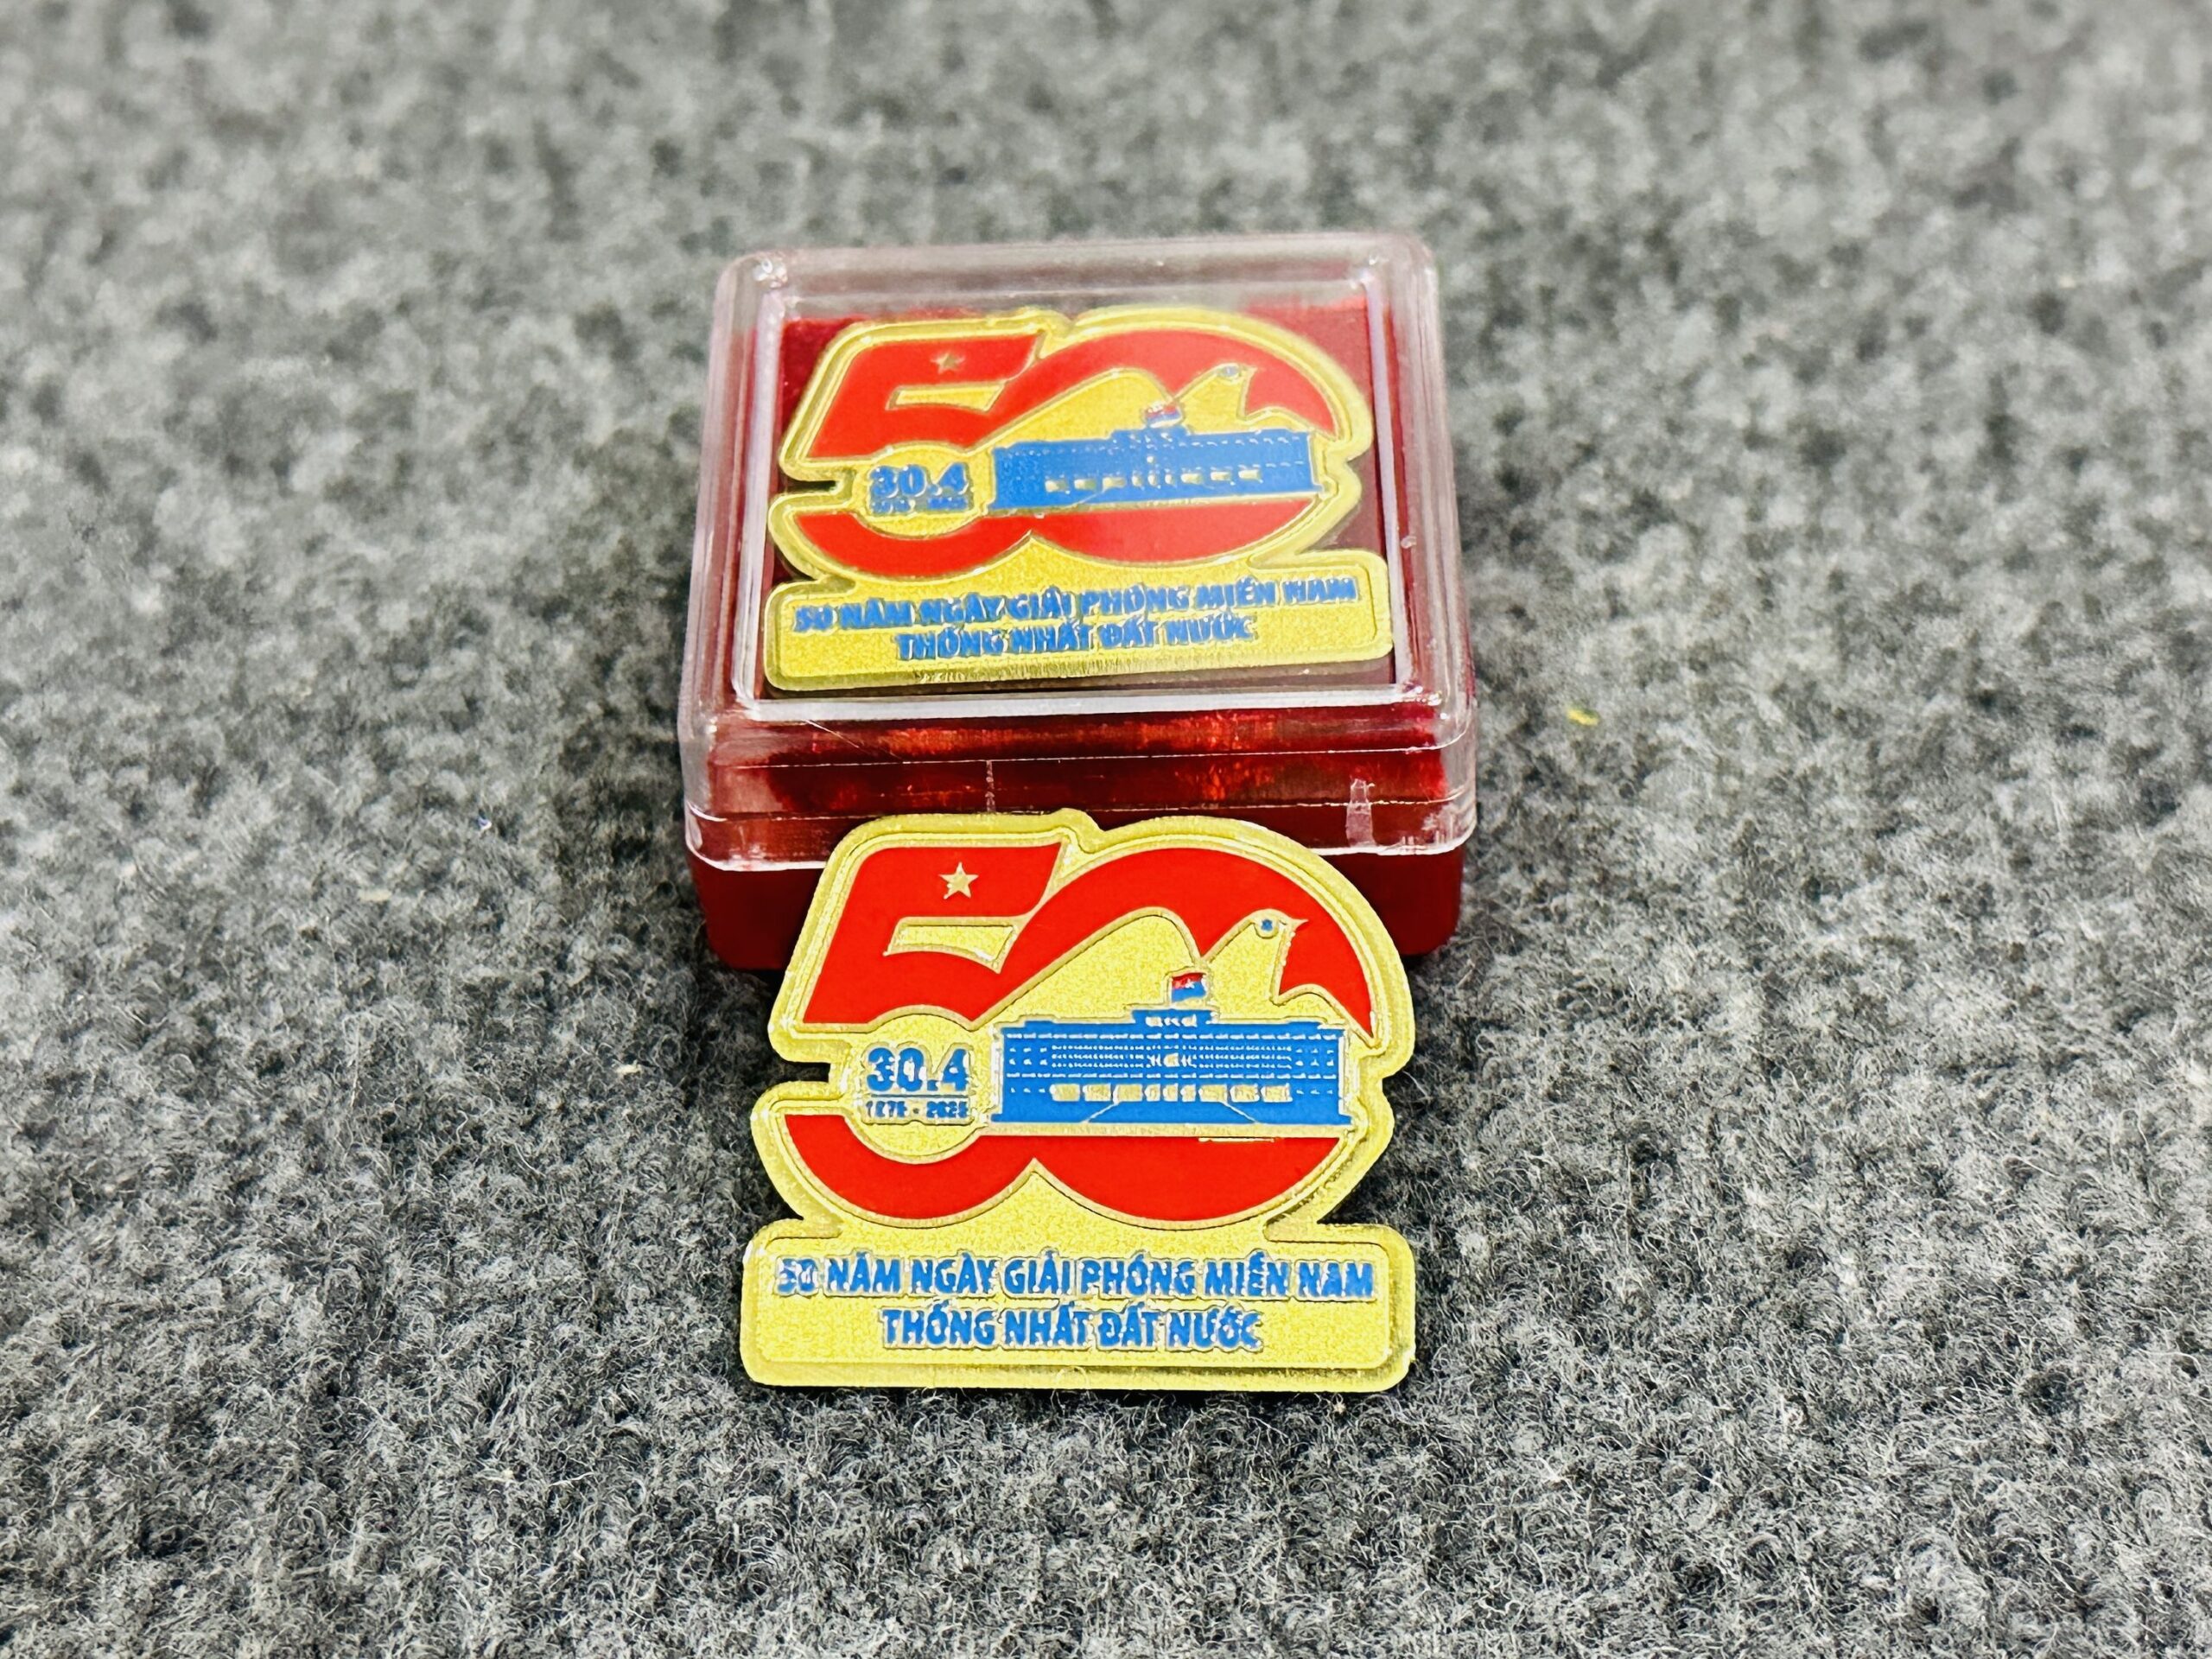 50
30.4
50 NĂM NGÀY GIẢI PHÓNG MIỀN NAM
THỐNG NHẤT ĐẤT NƯỚC
50
30.4
1975 - 2025
50 NĂM NGÀY GIẢI PHÓNG MIỀN NAM
THỐNG NHẤT ĐẤT NƯỚC